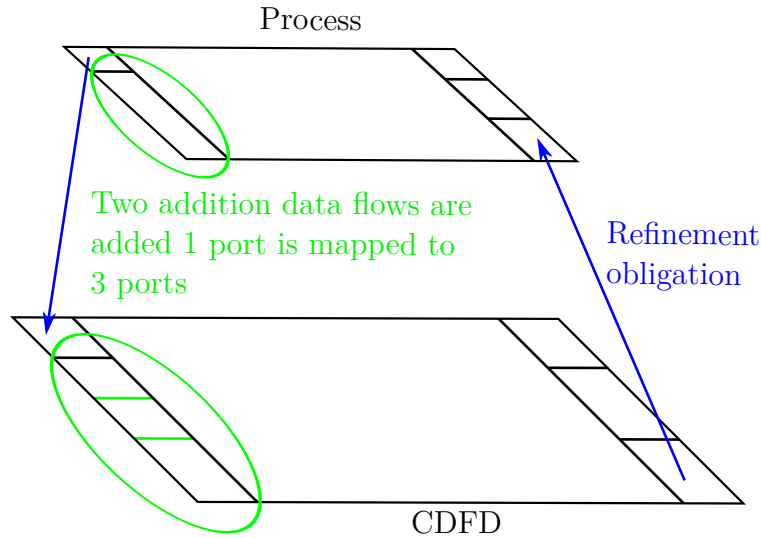 Process
Two addition data flows are
added 1 port is mapped to
3 ports
Refinement
obligation
CDFD